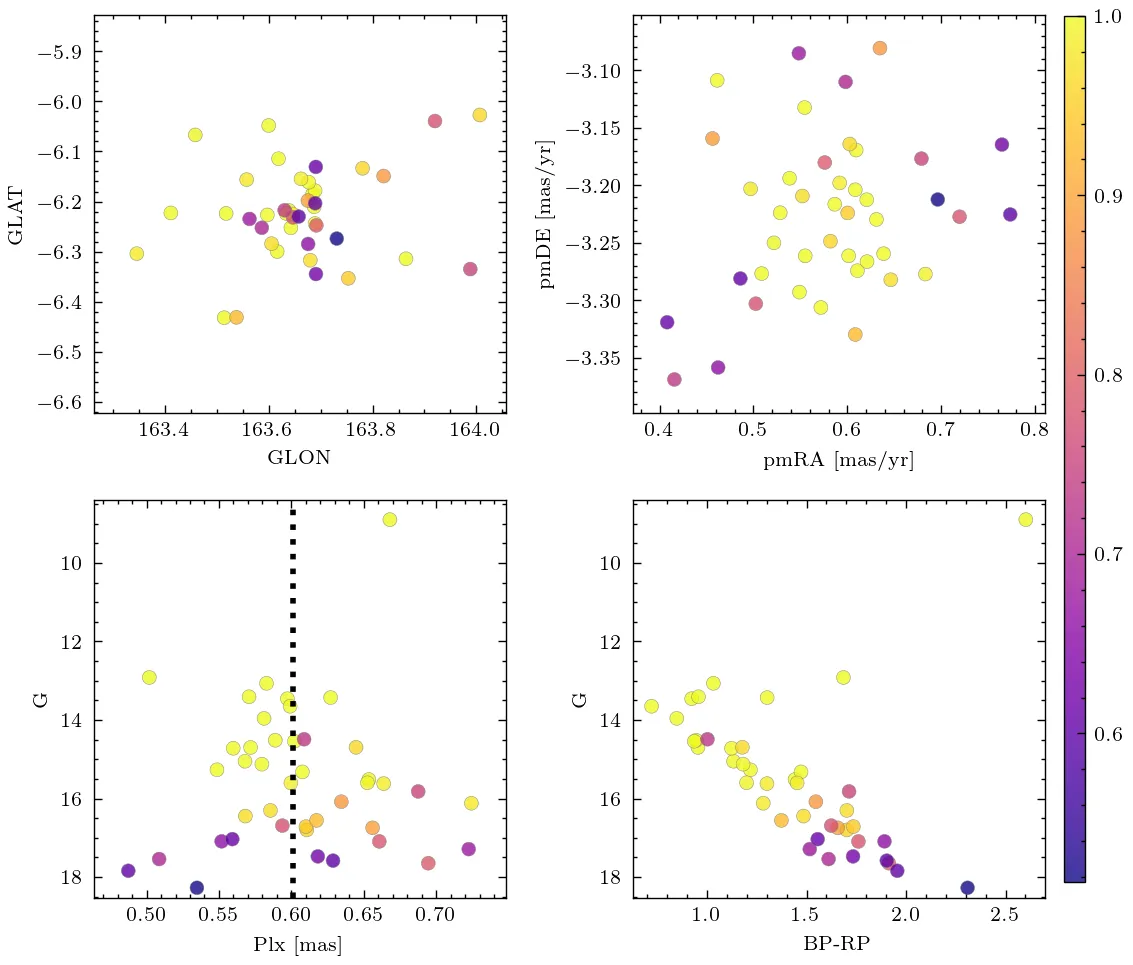 −5.9
−6.0
−6.1
−6.2
−6.3
−6.4
−6.5
−6.6
GLAT
163.4 163.6 163.8 164.0
GLON
−3.10
−3.15
−3.20
−3.25
−3.30
−3.35
pmDE [mas/yr]
0.4 0.5 0.6 0.7 0.8
pmRA [mas/yr]
1.0
0.9
0.8
0.7
0.6
10
12
14
16
18
G
0.50 0.55 0.60 0.65 0.70
Plx [mas]
10
12
14
16
18
G
1.0 1.5 2.0 2.5
BP-RP